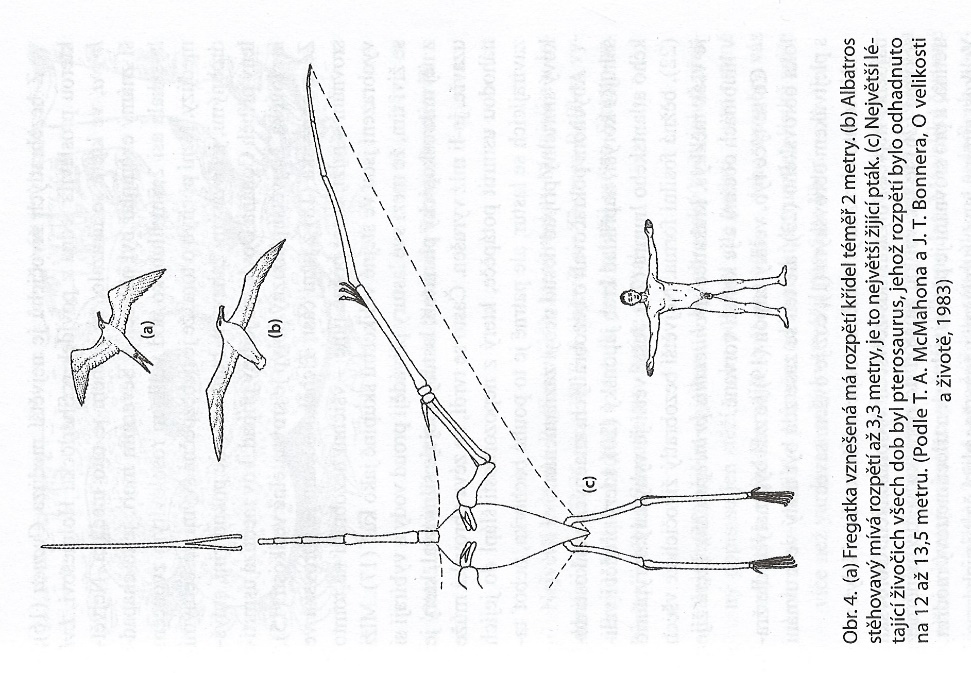 (a)
(b)
(c)
Obr. 4. (a) Fregatka vznešená má rozpětí křídel téměř 2 metry. (b) Albatros
stěhovavý mívá rozpětí až 3,3 metry, je to největší žijící pták. (c) Největší lé-
tající živočich všech dob byl pterosaurus, jehož rozpětí bylo odhadnuto
na 12 až 13,5 metru. (Podle T. A. McMahona a J. T. Bonnera, O velikosti
a životě, 1983)